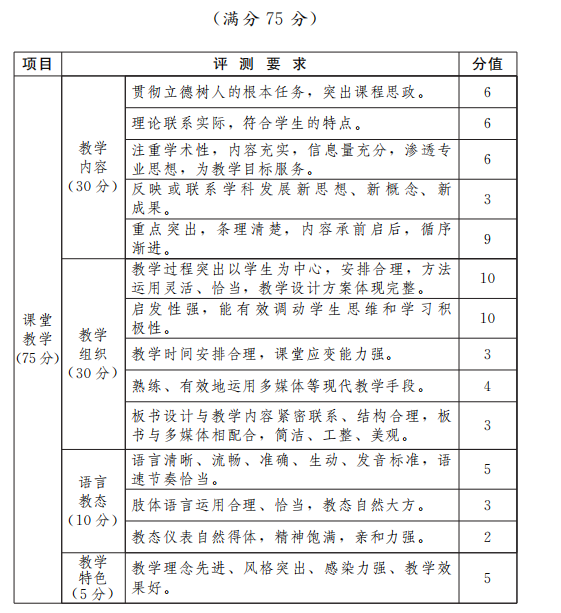 （满分 75 分）
项目
评 测 要 求
分值
课堂
教学
（75 分）
教学
内容
（30 分）
贯彻立德树人的根本任务，突出课程思政。
6
理论联系实际，符合学生的特点。
6
注重学术性，内容充实，信息量充分，渗透专
业思想，为教学目标服务。
6
反映或联系学科发展新思想、新概念、新
成果。
3
重点突出，条理清楚，内容承前启后，循序
渐进。
9
教学
组织
（30 分）
教学过程突出以学生为中心，安排合理，方法
运用灵活、恰当，教学设计方案体现完整。
10
启发性强，能有效调动学生思维和学习积
极性。
10
教学时间安排合理，课堂应变能力强。
3
熟练、有效地运用多媒体等现代教学手段。
4
板书设计与教学内容紧密联系、结构合理，板
书与多媒体相配合，简洁、工整、美观。
3
语言
教态
（10 分）
语言清晰、流畅、准确、生动、发音标准，语
速节奏恰当。
5
肢体语言运用合理、恰当，教态自然大方。
3
教态仪表自然得体，精神饱满，亲和力强。
2
教学
特色
（5 分）
教学理念先进、风格突出、感染力强、教学效
果好。
5